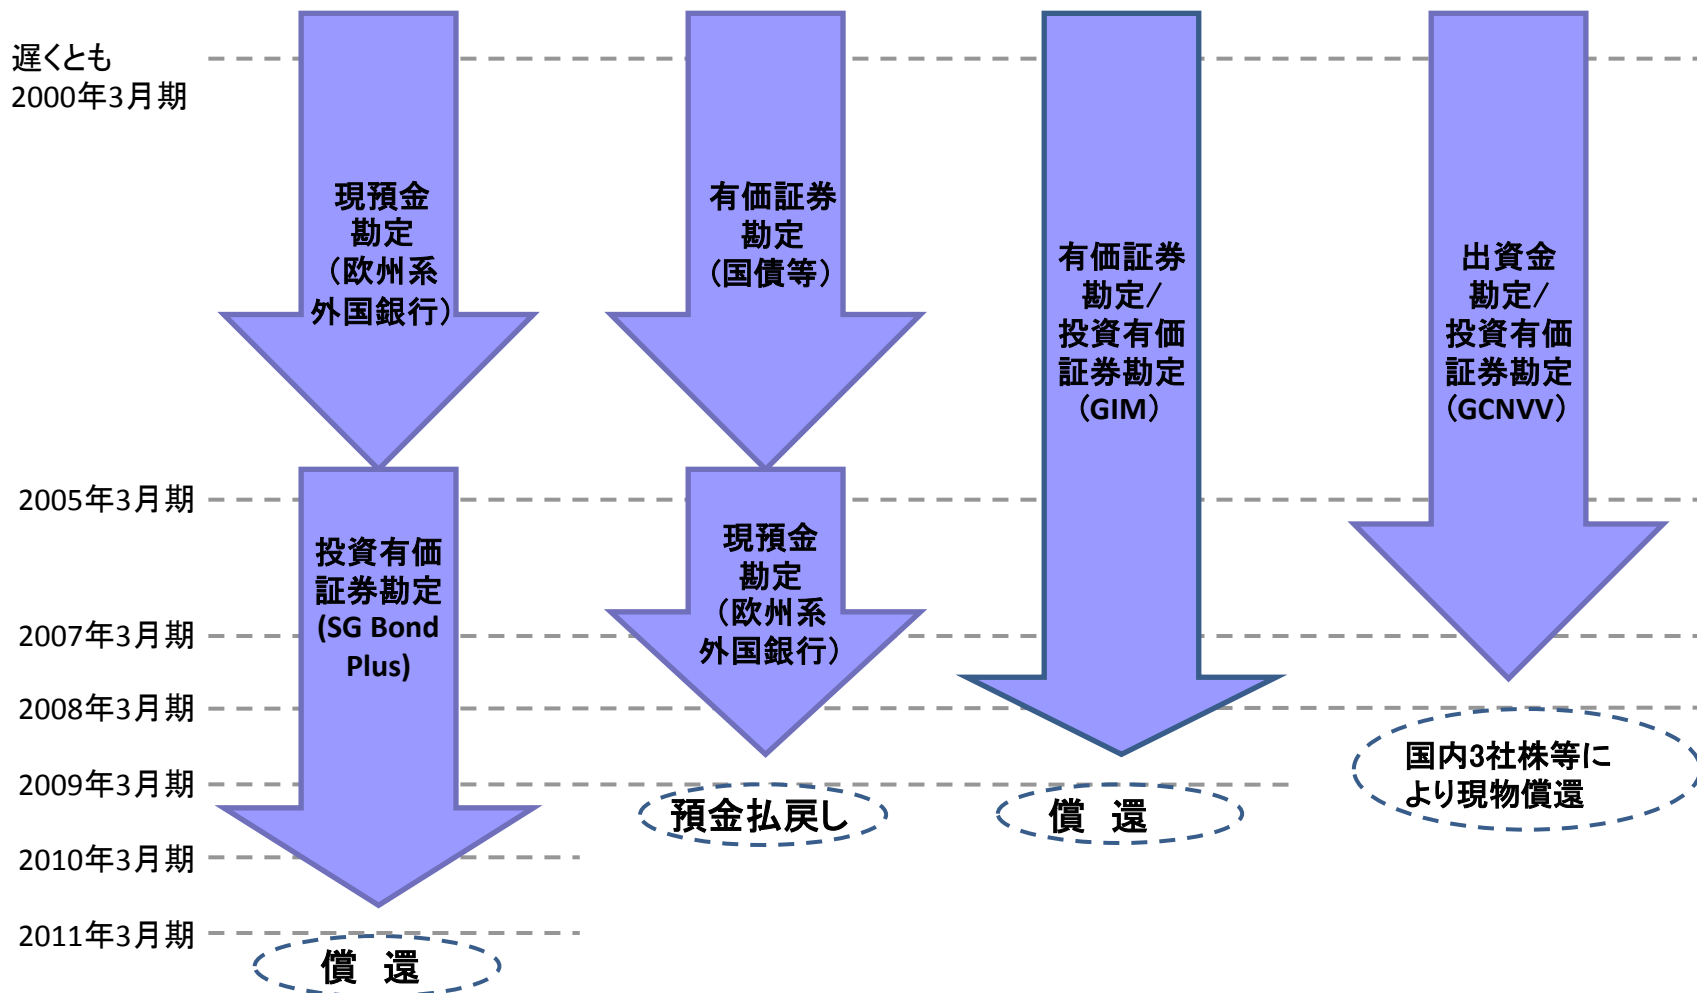 遅くとも
2000年3月期
現預金
勘定
（欧州系
外国銀行）
有価証券
勘定
（国債等）
有価証券
勘定/
投資有価
証券勘定
（GIM）
出資金
勘定/
投資有価
証券勘定
（GCNVV）
2005年3月期
投資有価
証券勘定
(SG Bond
Plus)
現預金
勘定
（欧州系
外国銀行）
2007年3月期
2008年3月期
国内3社株等に
より現物償還
2009年3月期
預金払戻し
償　還
2010年3月期
2011年3月期
償　還